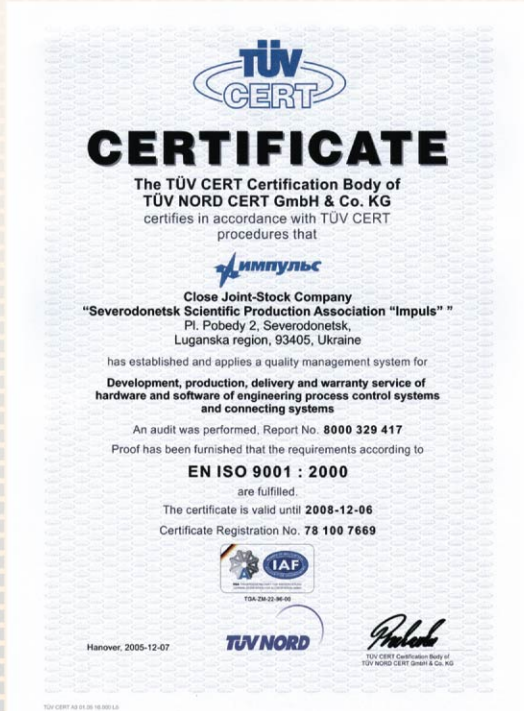 TÜV
CERT
CERTIFICATE
The TÜV CERT Certification Body of
TÜV NORD CERT GmbH & Co. KG
certifies in accordance with TÜV CERT
procedures that
импульс
Close Joint-Stock Company
“Severodonetsk Scientific Production Association “Impuls” ”
Pl. Pobedy 2, Severodonetsk,
Luganska region, 93405, Ukraine
has established and applies a quality management system for
Development, production, delivery and warranty service of
hardware and software of engineering process control systems
and connecting systems
An audit was performed, Report No. 8000 329 417
Proof has been furnished that the requirements according to
EN ISO 9001 : 2000
are fulfilled.
The certificate is valid until 2008-12-06
Certificate Registration No. 78 100 7669
IAF
TGA-ZM-22-96-00
Hanover, 2005-12-07
TÜV NORD
TÜV CERT Certification Body of
TÜV NORD CERT GmbH & Co. KG